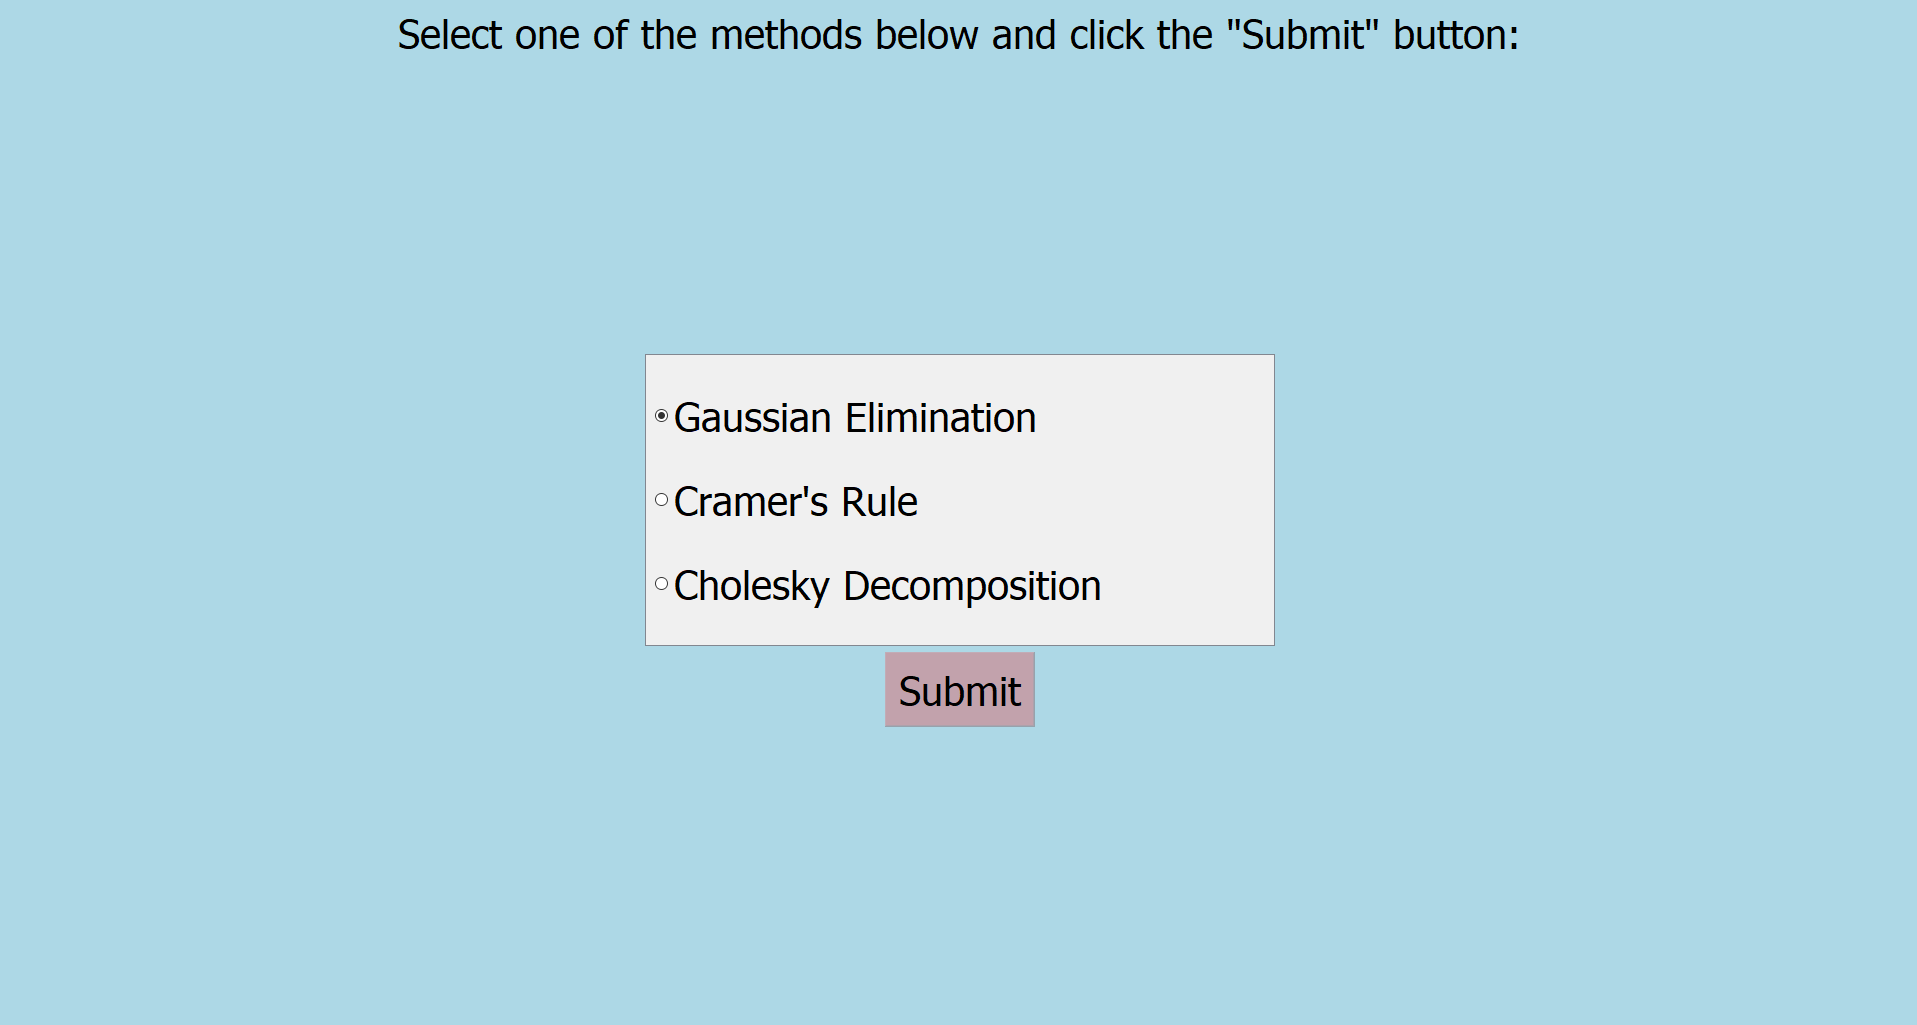 Select one of the methods below and click the "Submit" button:
Gaussian Elimination
Cramer's Rule
Cholesky Decomposition
Submit